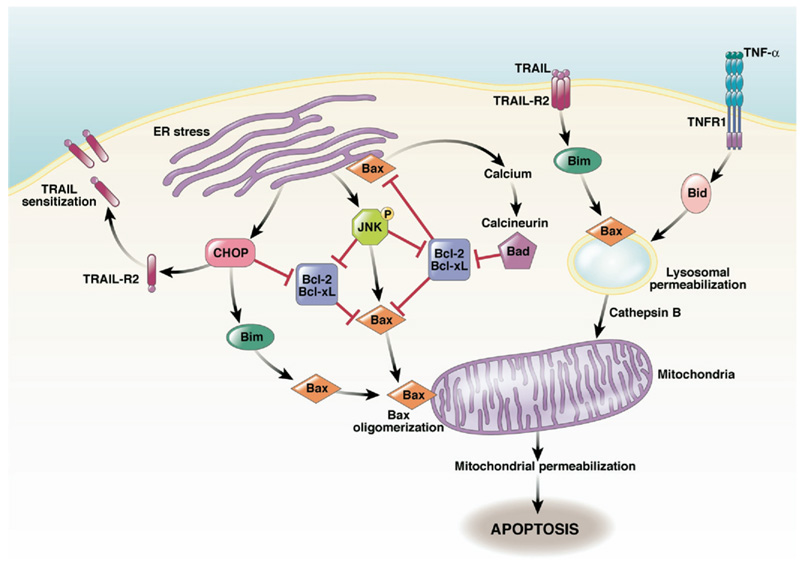 TNF-α
TRAIL
TRAIL-R2
TNFR1
ER stress
Bax
Calcium
Bim
TRAIL
sensitization
Bid
P
JNK
Calcineurin
Bax
CHOP
Bcl-2
Bcl-xL
Bad
Lysosomal
permeabilization
TRAIL-R2
Bcl-2
Bcl-xL
Bax
Cathepsin B
Bim
Mitochondria
Bax
Bax
Bax
oligomerization
Mitochondrial permeabilization
APOPTOSIS